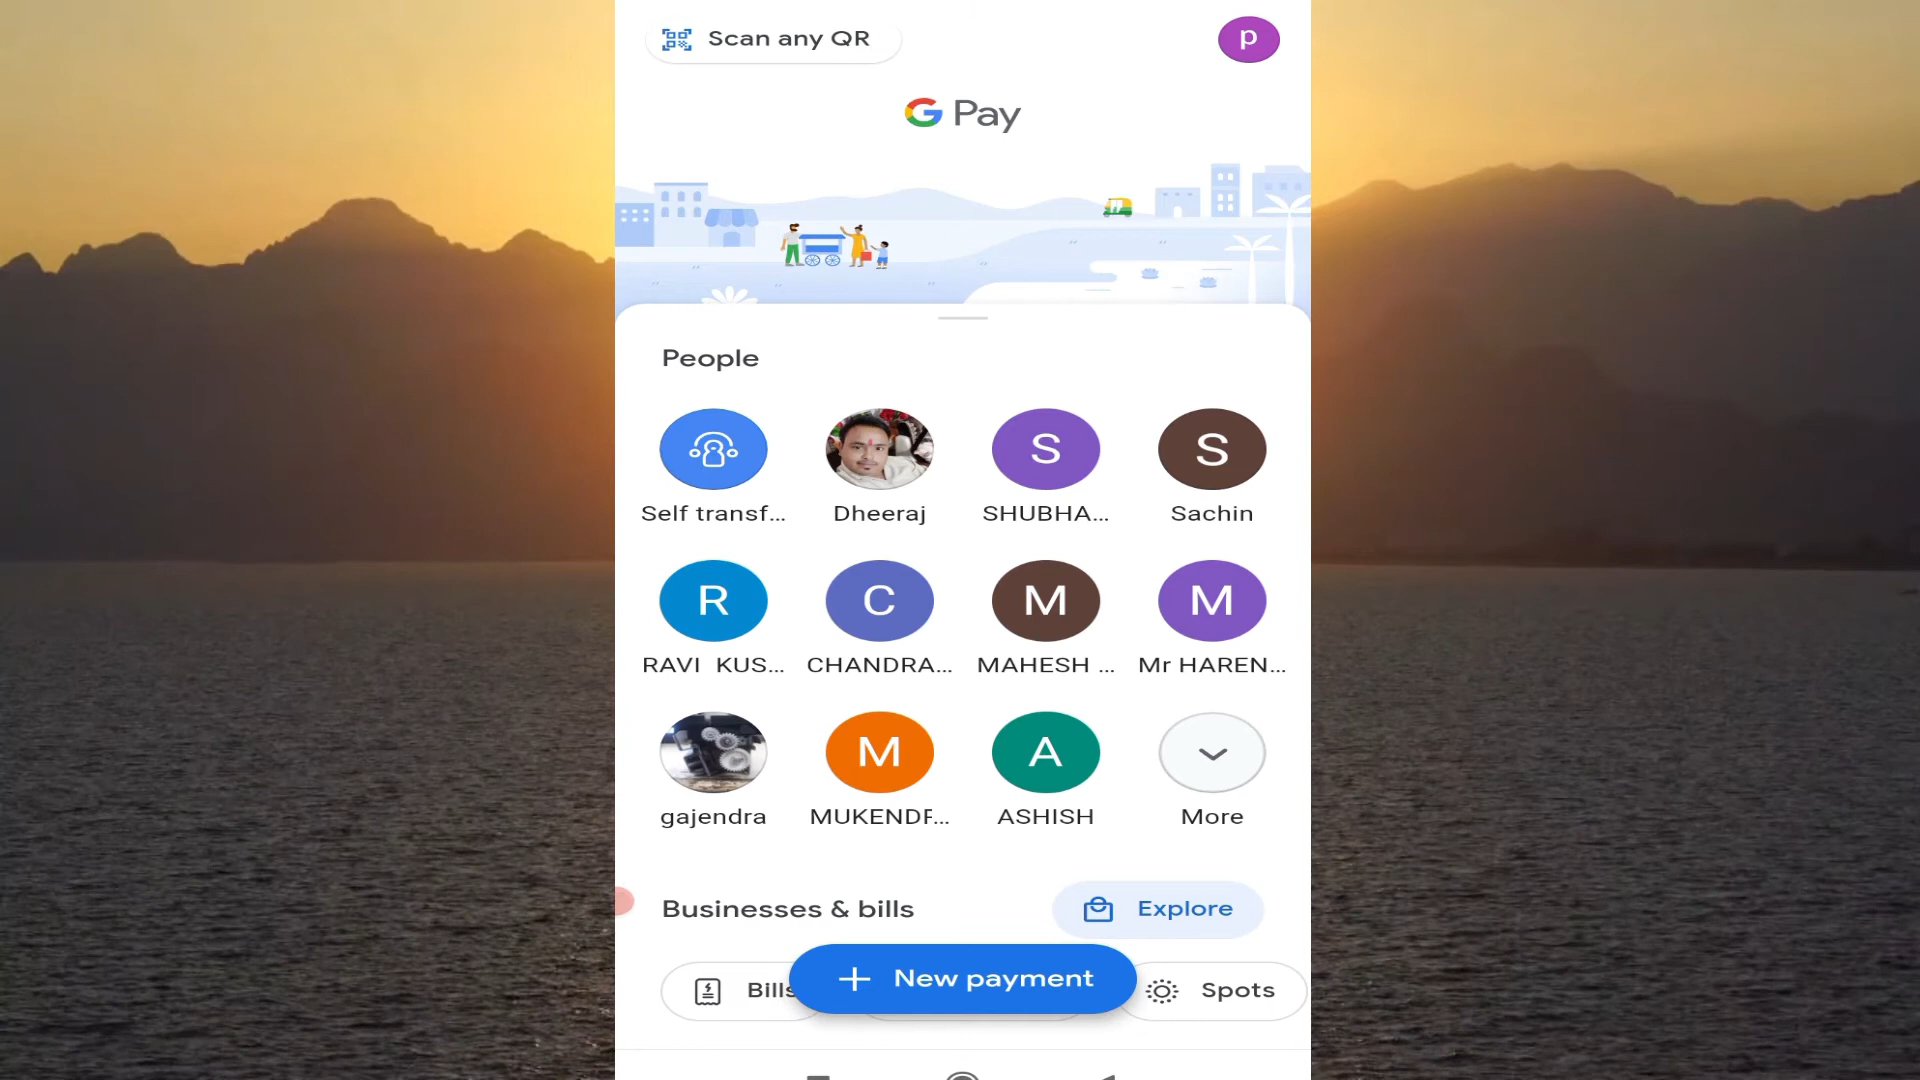 Scan any QR
p
G Pay
People
Self transf... Dheeraj SHUBHA... Sachin
S S
R C M M
RAVI KUS... CHANDRA... MAHESH ... Mr HAREN...
M A
gajendra MUKENDR... ASHISH More
Businesses & bills Explore
Bills New payment Spots